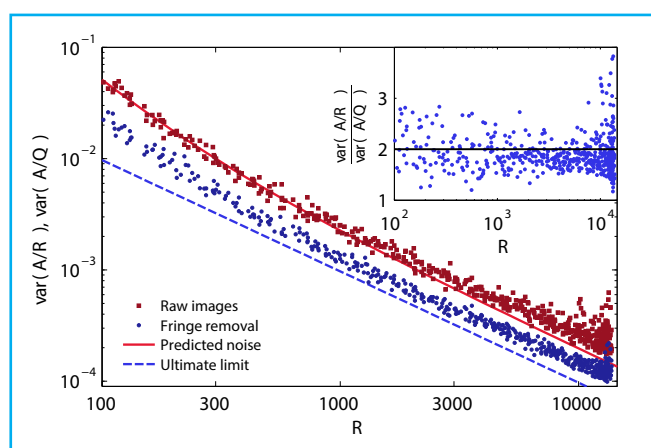 10⁻¹
10⁻²
10⁻³
10⁻⁴
var( A/R ), var( A/Q )
Raw images
Fringe removal
Predicted noise
Ultimate limit
100
300
1000
3000
10000
R
var( A/R )
var( A/Q )
3
2
1
10²
10³
10⁴
R